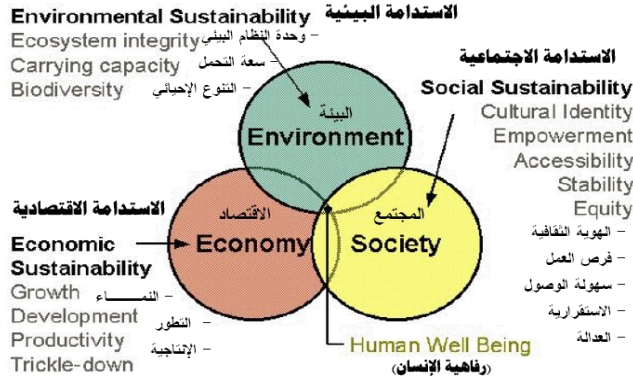 الاستدامة البيئية
Environmental Sustainability
Ecosystem integrity
- وحدة النظام البيئي
Carrying capacity
- سعة التحمل
Biodiversity
- التنوع الإحيائي
الاستدامة الاجتماعية
Social Sustainability
Cultural Identity
Empowerment
Accessibility
Stability
Equity
- الهوية الثقافية
- فرص العمل
- سهولة الوصول
- الاستقرارية
- العدالة
البيئة
Environment
الاقتصاد
Economy
المجتمع
Society
الاستدامة الاقتصادية
Economic
Sustainability
Growth
- النمـــــاء
Development
- التطور
Productivity
- الإنتاجية
Trickle-down
Human Well Being
(رفاهية الإنسان)